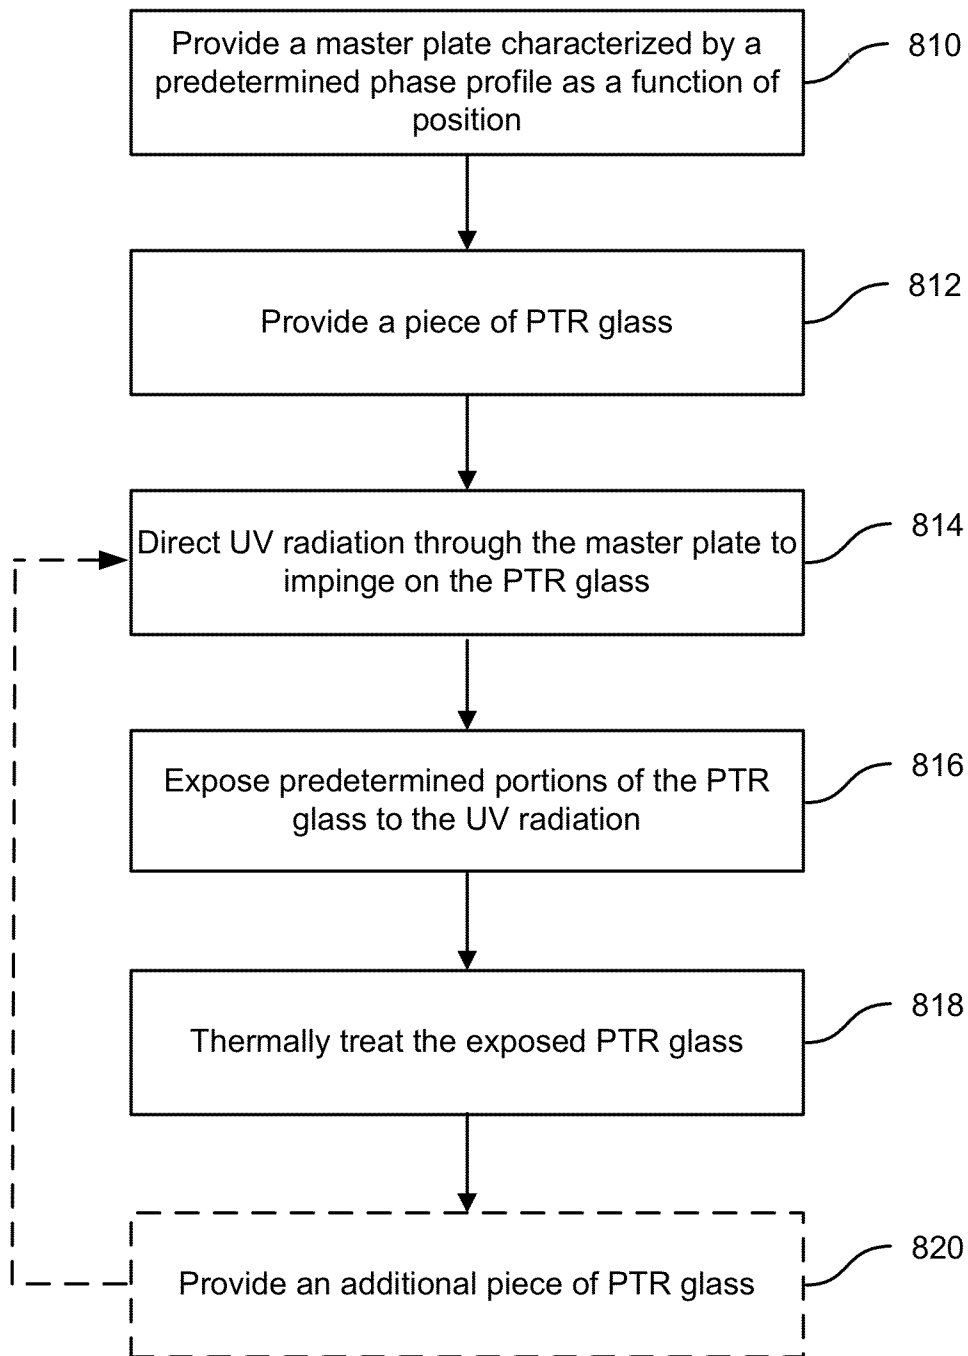 Provide a master plate characterized by a
predetermined phase profile as a function of
position
810
Provide a piece of PTR glass
812
Direct UV radiation through the master plate to
impinge on the PTR glass
814
Expose predetermined portions of the PTR
glass to the UV radiation
816
Thermally treat the exposed PTR glass
818
Provide an additional piece of PTR glass
820